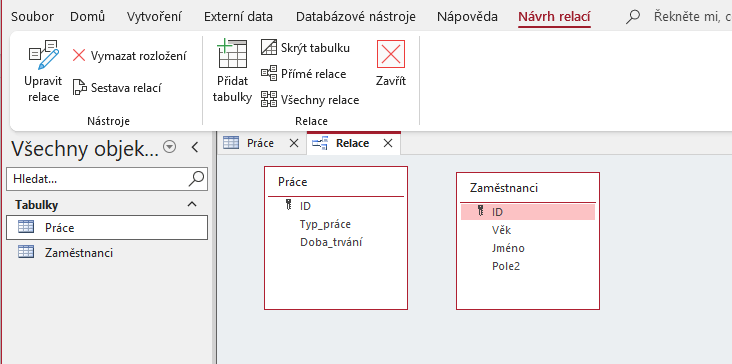 Soubor Domů Vytvoření Externí data Databázové nástroje Nápověda Návrh relací Řekněte mi, c
Upravit relace
Vymazat rozložení
Sestava relací
Nástroje
Přidat tabulky
Skrýt tabulku
Přímé relace
Všechny relace
Zavřít
Relace
Všechny objek...
Hledat...
Tabulky
Práce
Zaměstnanci
Práce Relace
Práce
ID
Typ_práce
Doba_trvání
Zaměstnanci
ID
Věk
Jméno
Pole2